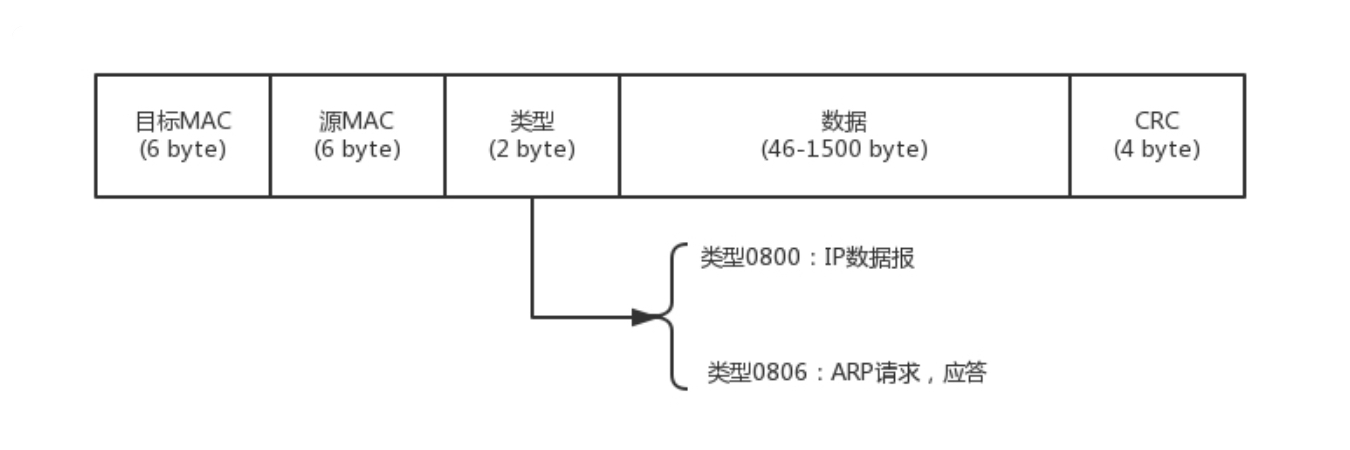 目标MAC
(6 byte)
源MAC
(6 byte)
类型
(2 byte)
数据
(46-1500 byte)
CRC
(4 byte)
类型0800：IP数据报
类型0806：ARP请求，应答